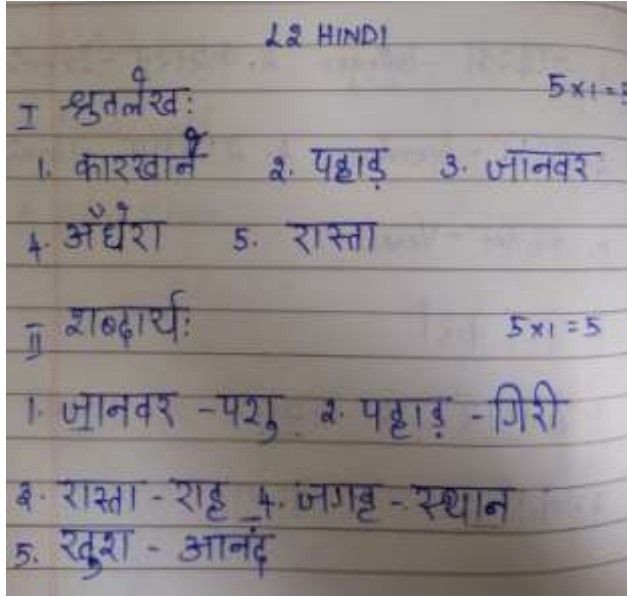 L2 HINDI
I श्रुतलेख: 5x1=5
1. कारखाने 2. पहाड़ 3. जानवर
4. अँधेरा 5. रास्ता
II शब्दार्थ: 5x1=5
1. जानवर - पशु 2. पहाड़ - गिरी
3. रास्ता - राह 4. जगह - स्थान
5. खुश - आनंद